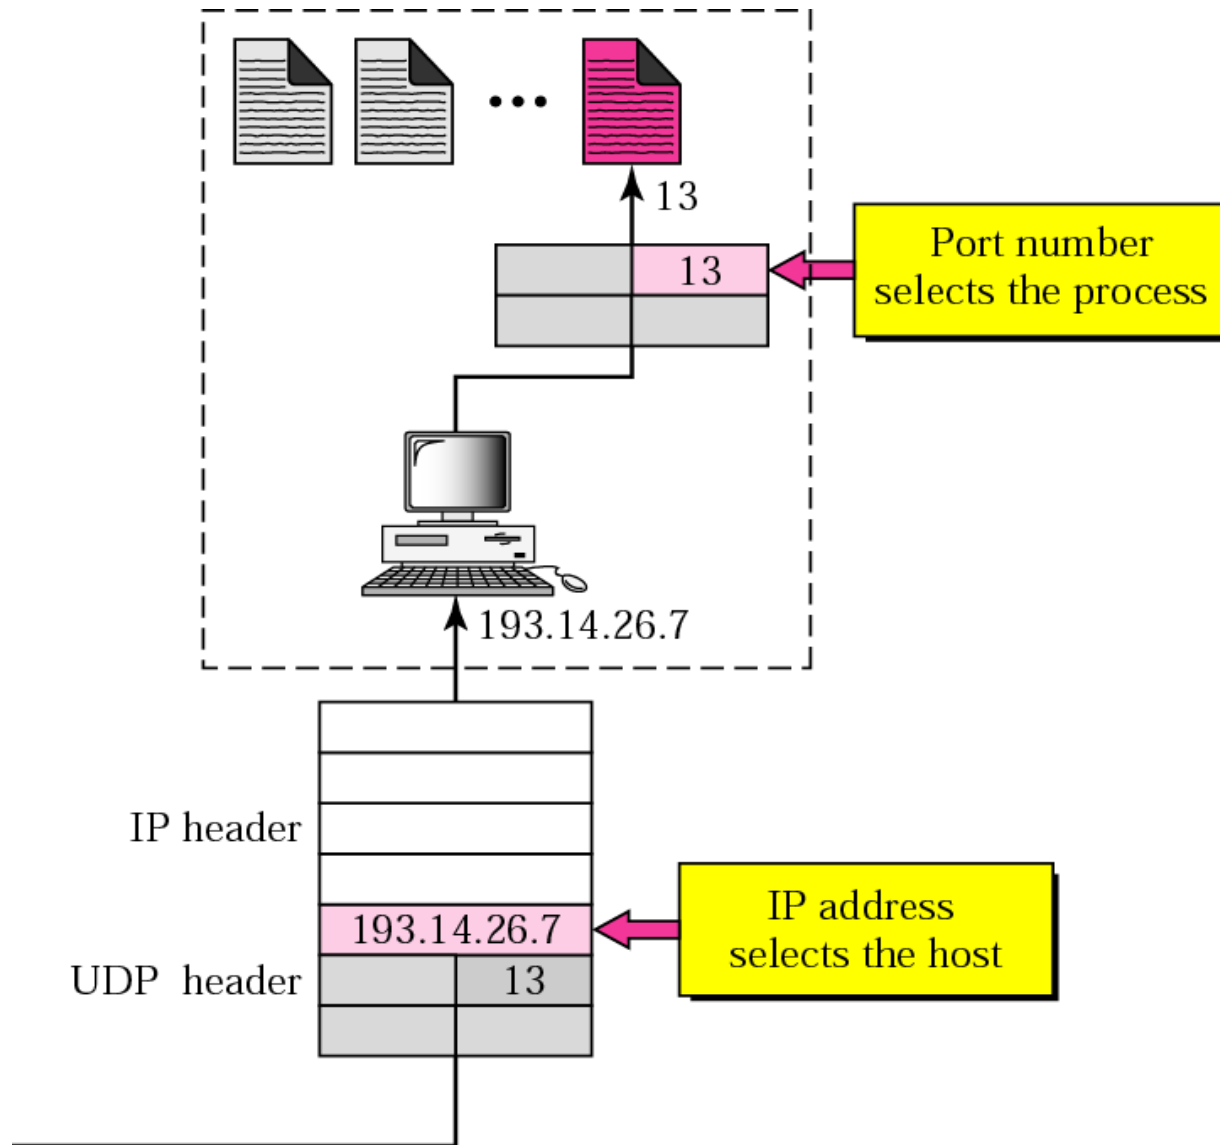 13
13
Port number
selects the process
193.14.26.7
IP header
193.14.26.7
IP address
selects the host
UDP header
13